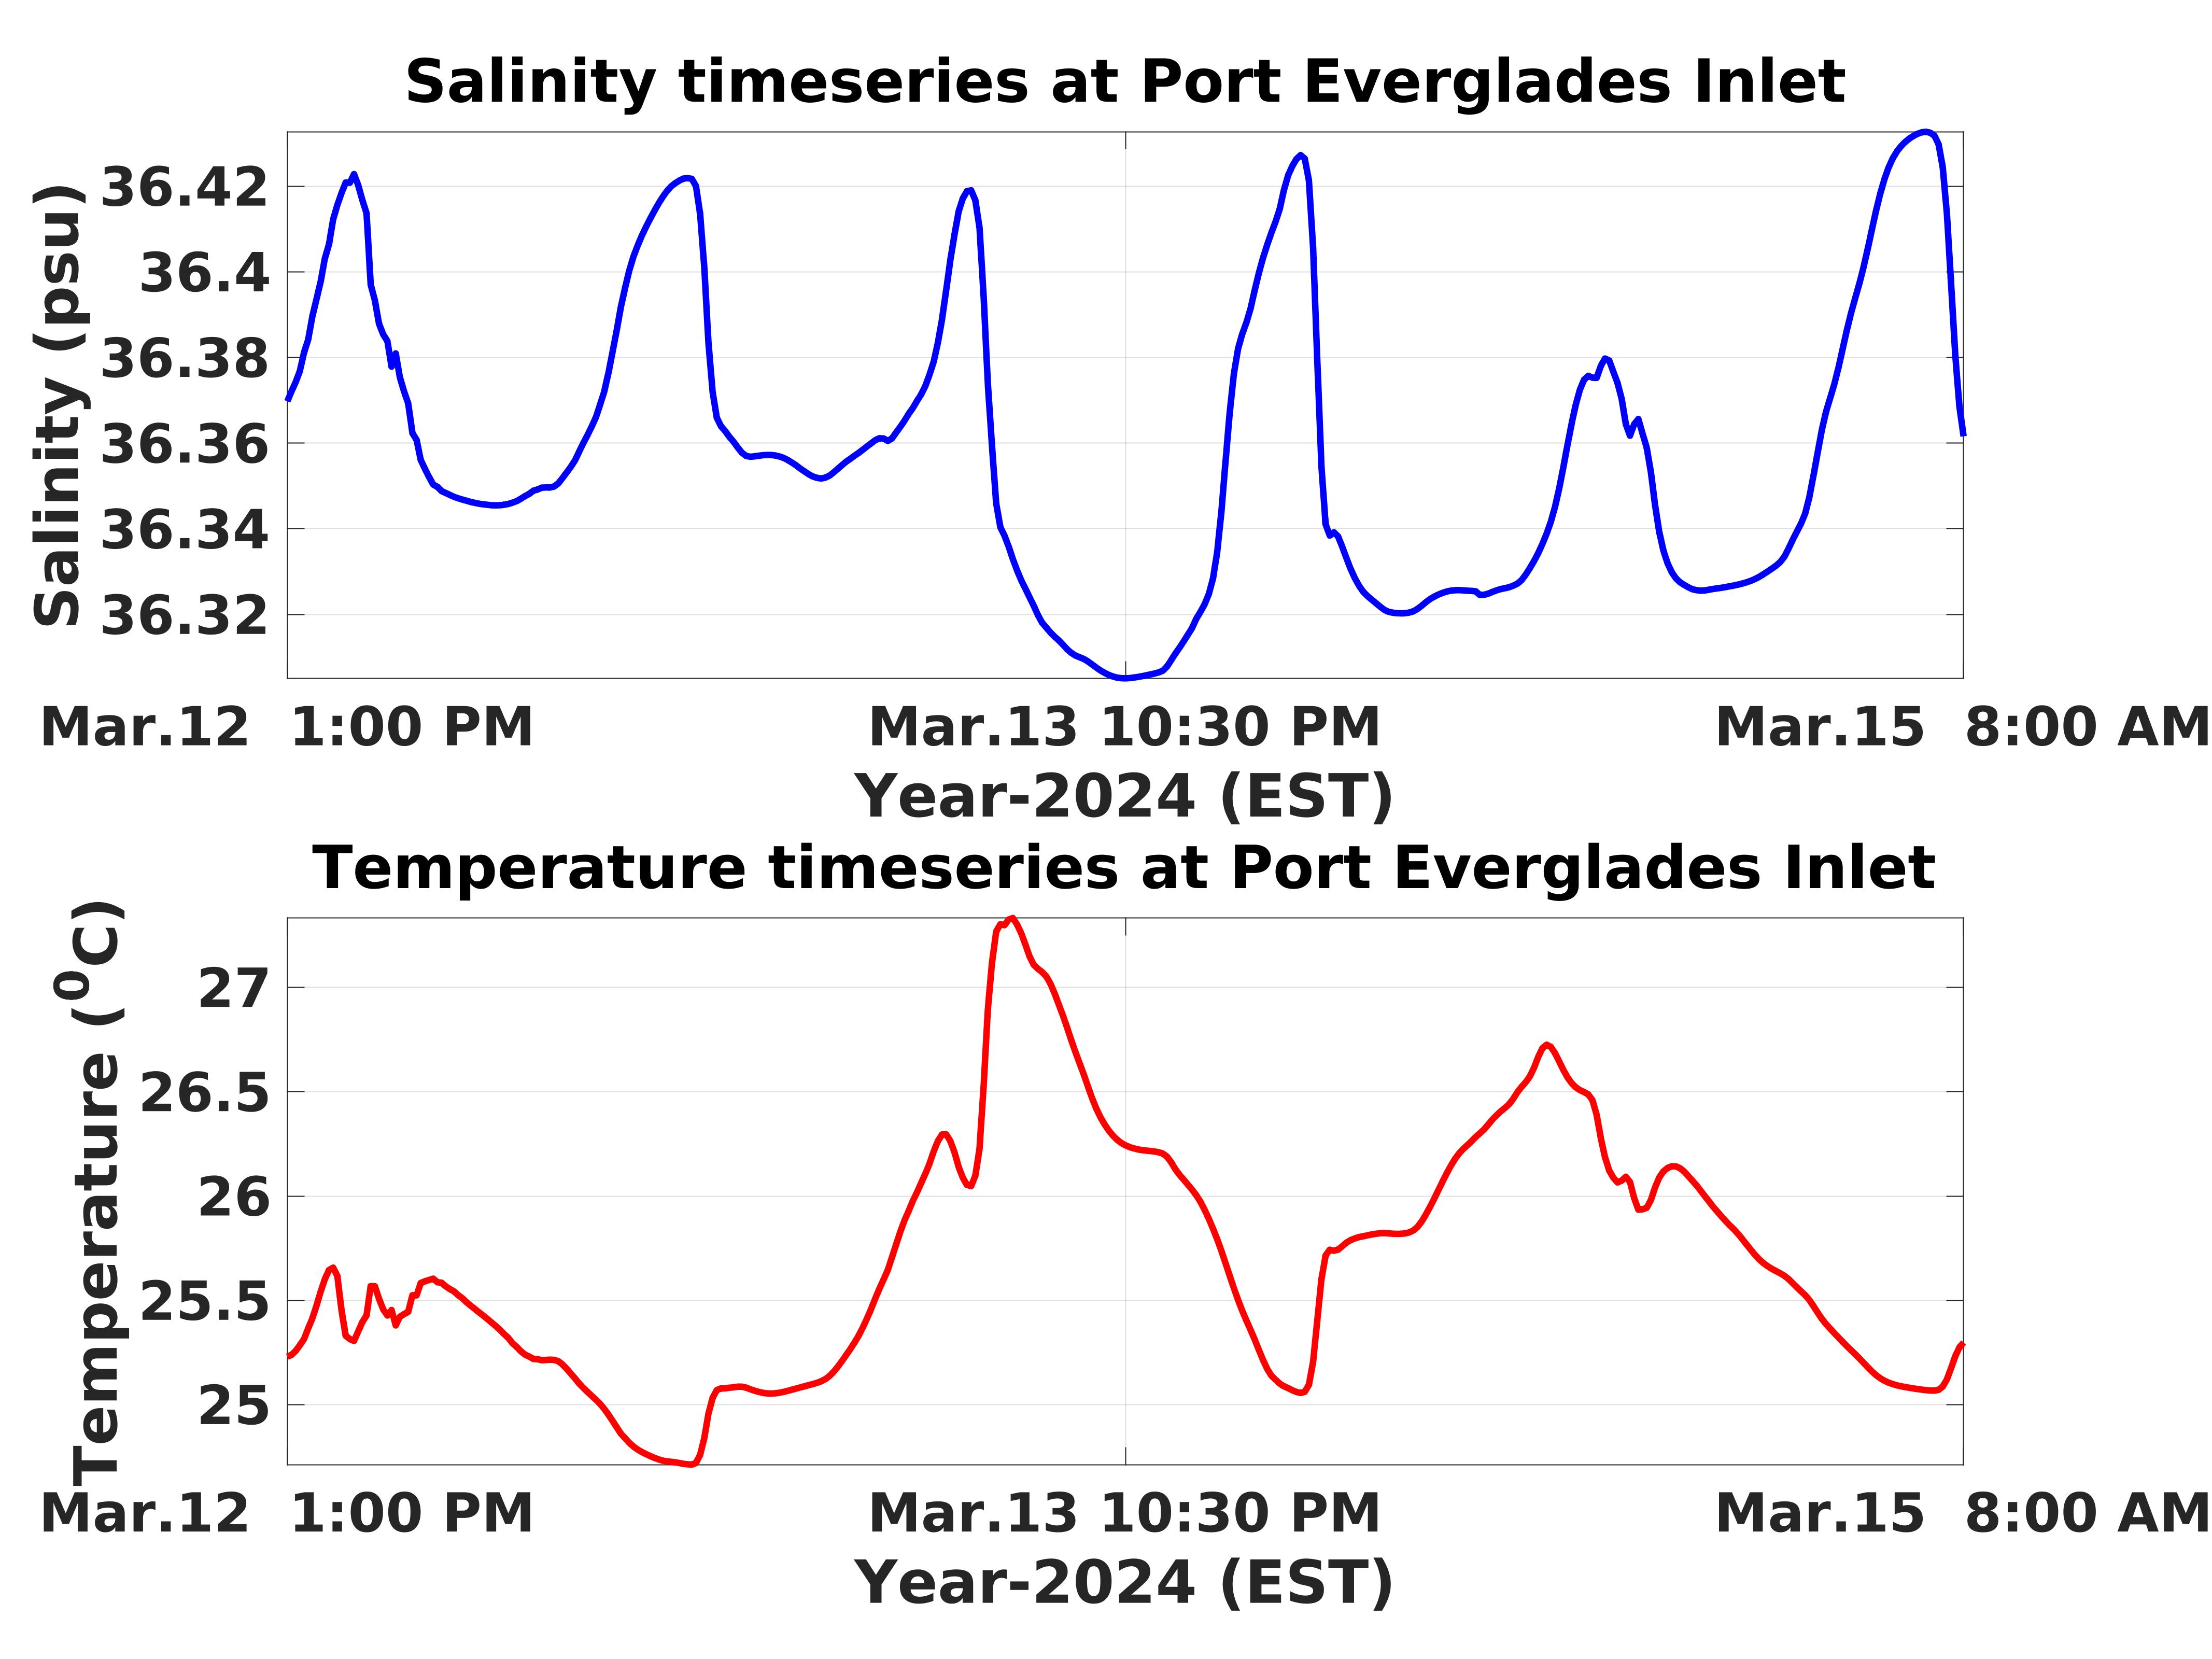 Salinity timeseries at Port Everglades Inlet
Salinity (psu)
36.42
36.4
36.38
36.36
36.34
36.32
Mar.12 1:00 PM
Mar.13 10:30 PM
Mar.15 8:00 AM
Year-2024 (EST)
Temperature timeseries at Port Everglades Inlet
Temperature (⁰C)
27
26.5
26
25.5
25
Mar.12 1:00 PM
Mar.13 10:30 PM
Mar.15 8:00 AM
Year-2024 (EST)